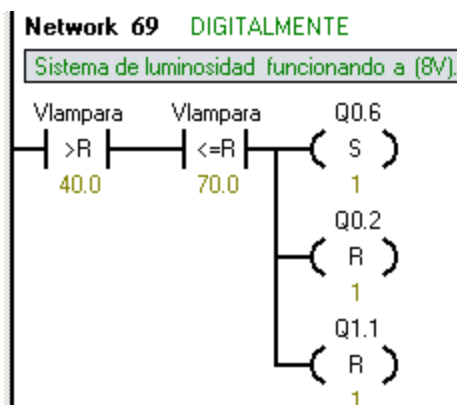 Network 69 DIGITALMENTE
Sistema de luminosidad funcionando a (8V).
Vlampara Vlampara Q0.6
>R <=R S
40.0 70.0 1
Q0.2
R
1
Q1.1
R
1